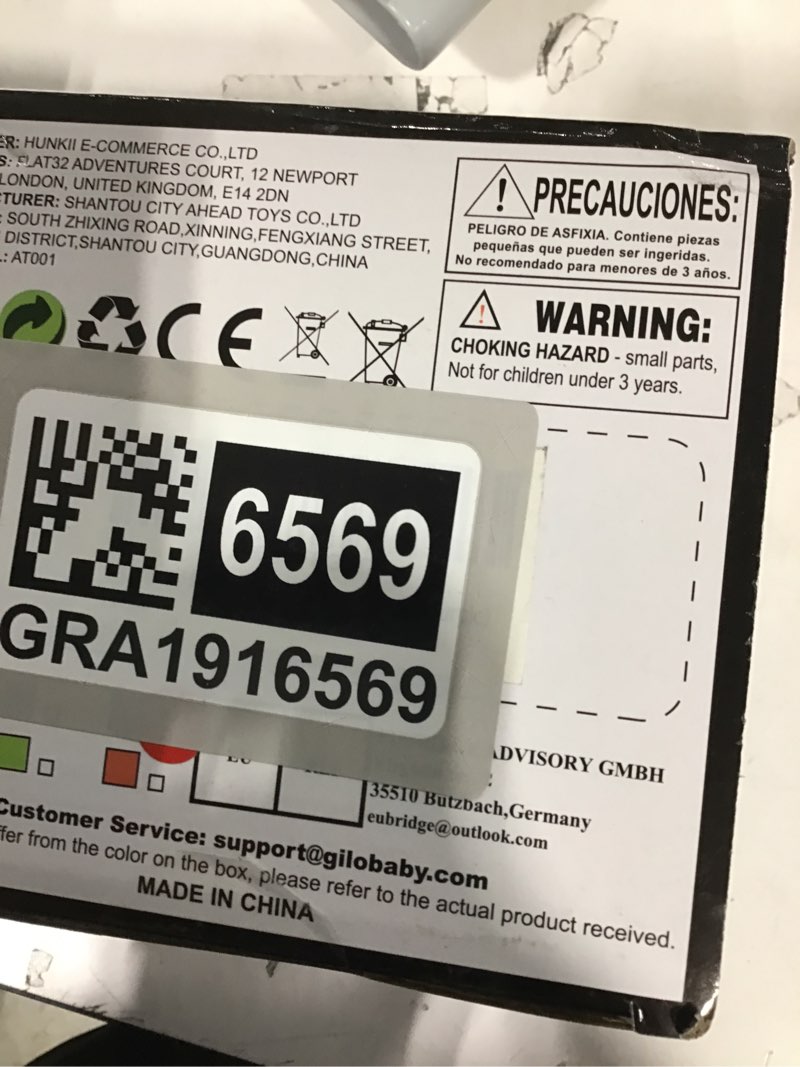 ER: HUNKII E-COMMERCE CO.,LTD
S: FLAT32 ADVENTURES COURT, 12 NEWPORT
LONDON, UNITED KINGDOM, E14 2DN
CTURER: SHANTOU CITY AHEAD TOYS CO.,LTD
: SOUTH ZHIXING ROAD,XINNING,FENGXIANG STREET,
DISTRICT,SHANTOU CITY,GUANGDONG,CHINA
.: AT001
CE
PRECAUCIONES:
PELIGRO DE ASFIXIA. Contiene piezas
pequeñas que pueden ser ingeridas.
No recomendado para menores de 3 años.
WARNING:
CHOKING HAZARD - small parts,
Not for children under 3 years.
6569
GRA1916569
ADVISORY GMBH
35510 Butzbach,Germany
eubridge@outlook.com
Customer Service: support@gilobaby.com
ffer from the color on the box, please refer to the actual product received.
MADE IN CHINA